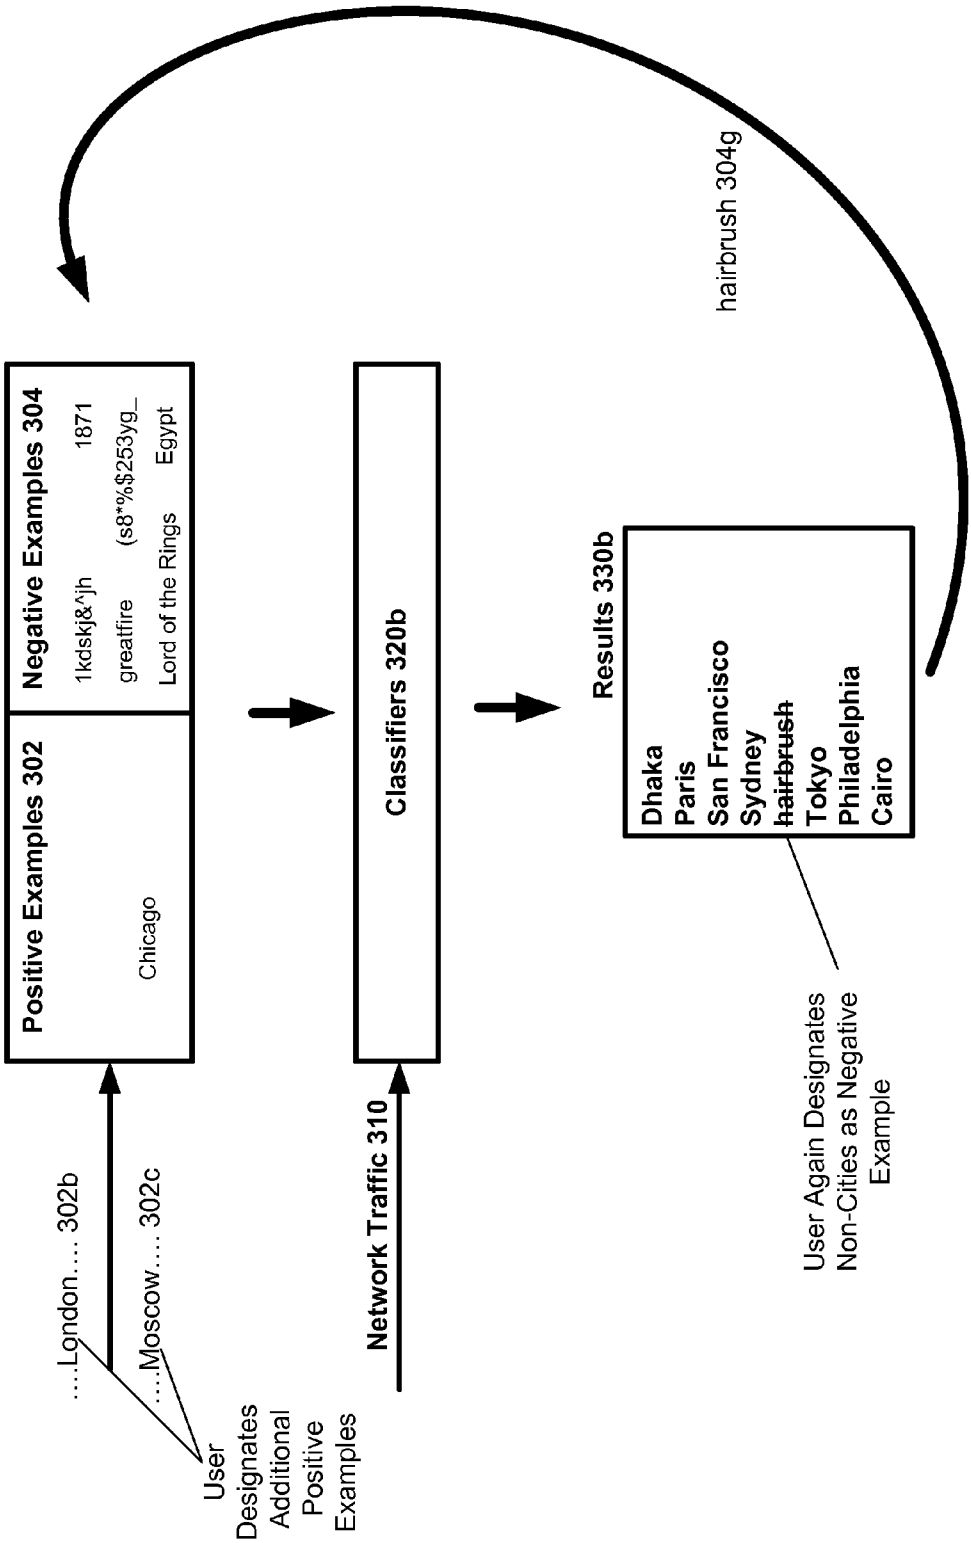 ....London.... 302b
....Moscow.... 302c
User
Designates
Additional
Positive
Examples
Positive Examples 302
Chicago
Negative Examples 304
1kdskj&^jh 1871
greatfire (s8*%$253yg_
Lord of the Rings Egypt
Network Traffic 310
Classifiers 320b
Results 330b
Dhaka
Paris
San Francisco
Sydney
hairbrush
Tokyo
Philadelphia
Cairo
User Again Designates
Non-Cities as Negative
Example
hairbrush 304g